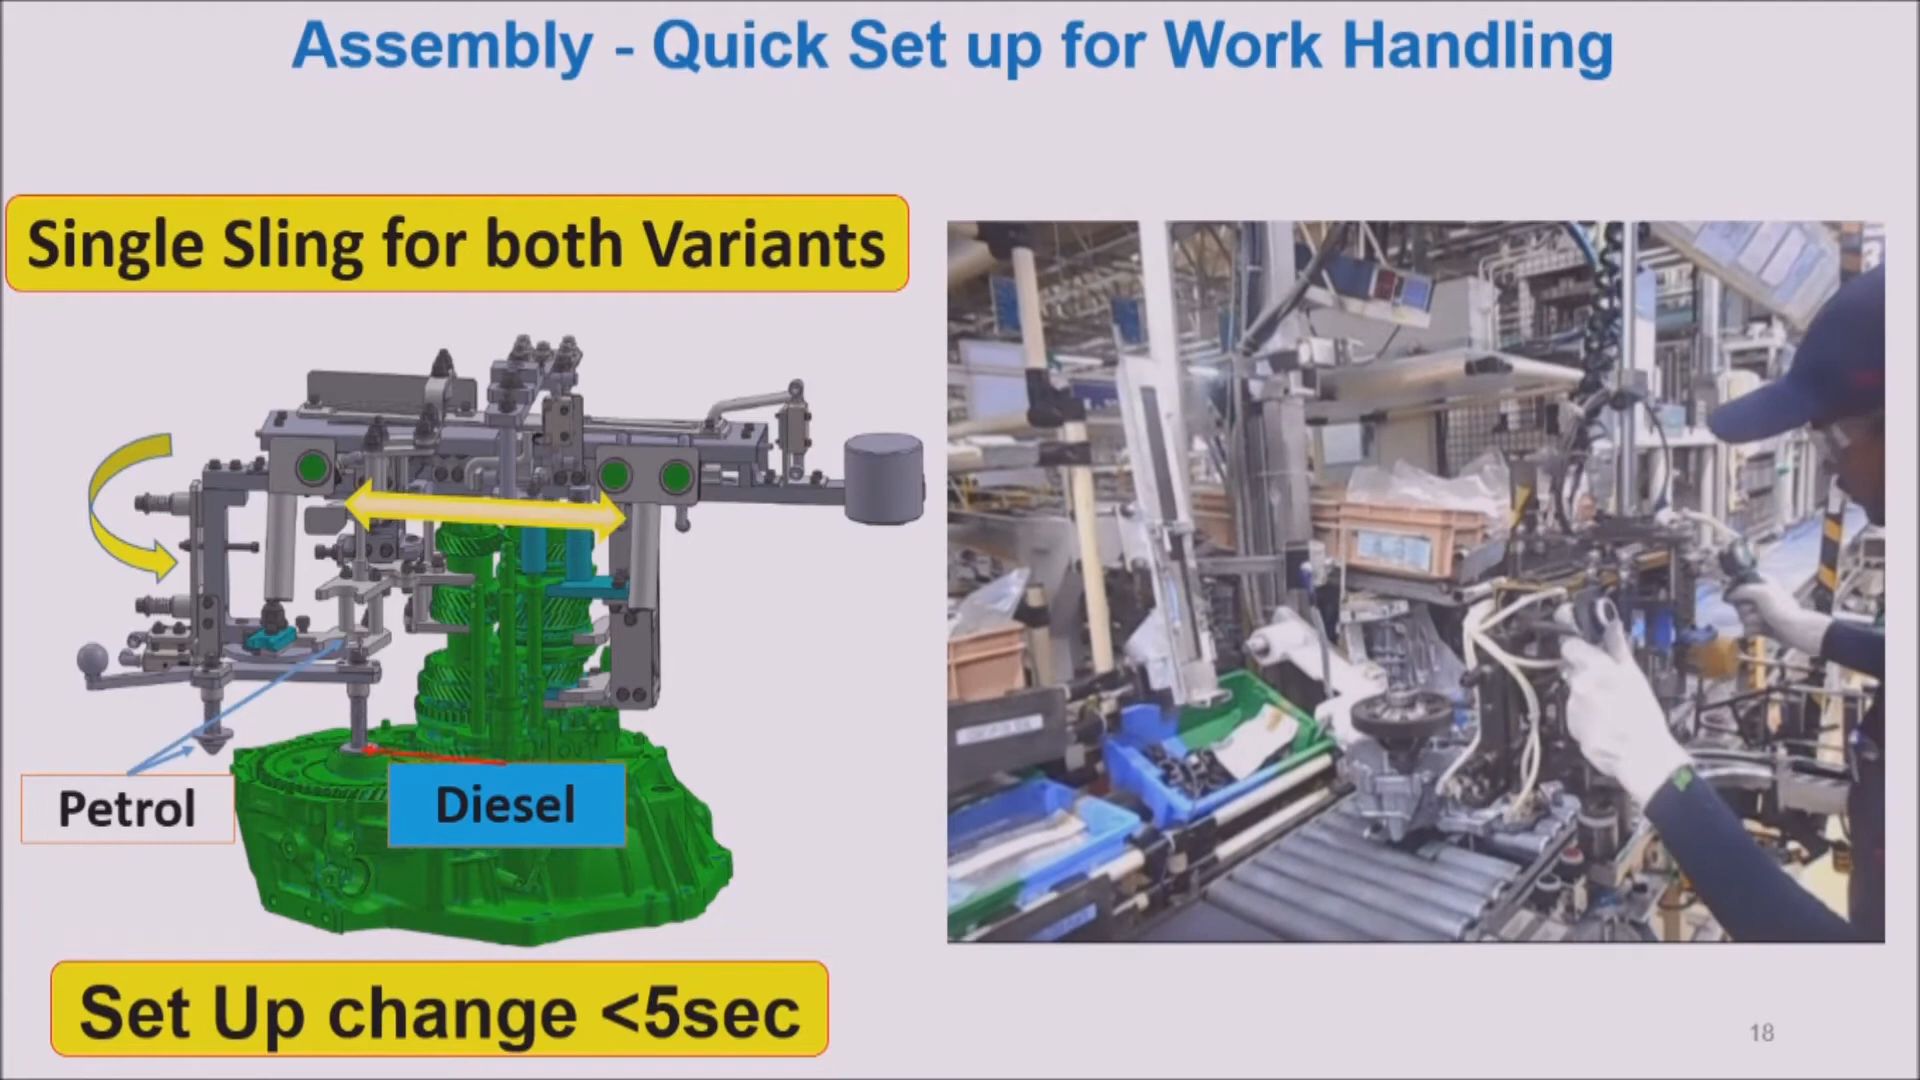 Assembly - Quick Set up for Work Handling
Single Sling for both Variants
Petrol
Diesel
Set Up change <5sec
18